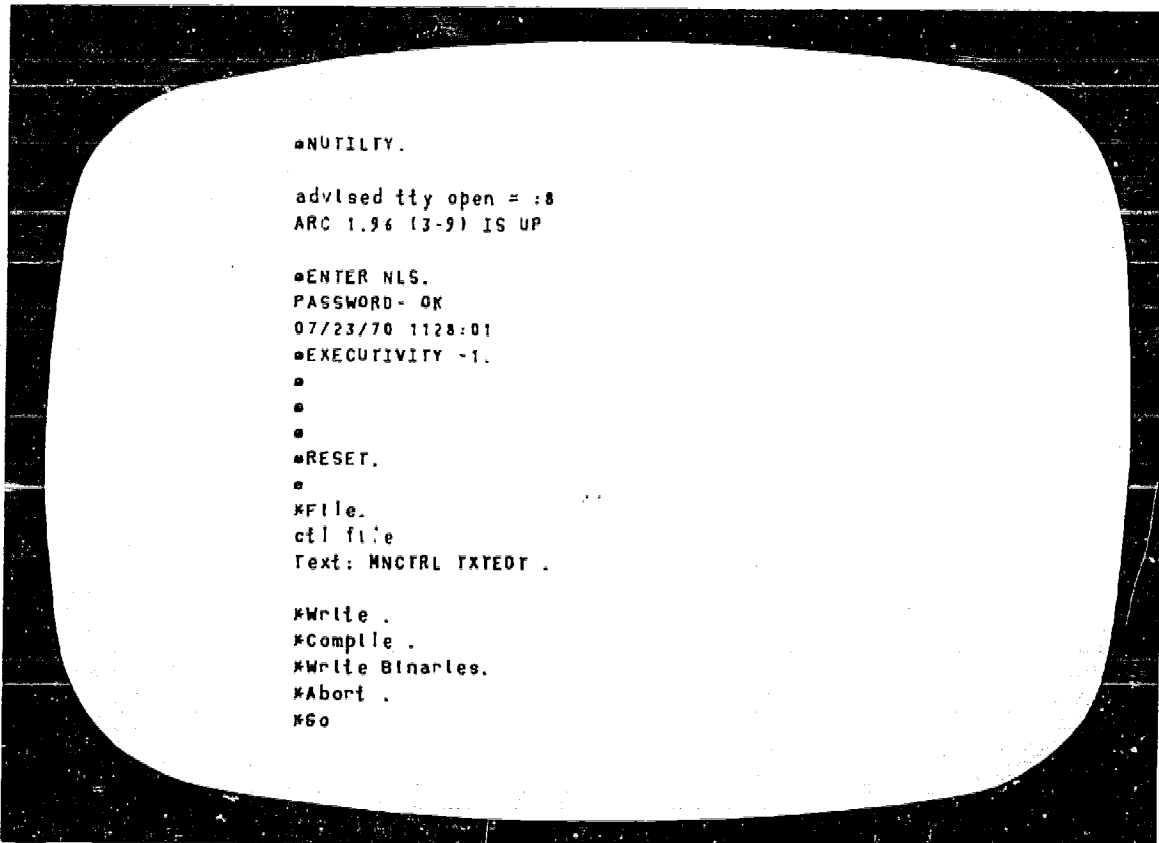 @NUTILTY.
advised tty open = :8
ARC 1.96 (3-9) IS UP
@ENTER NLS.
PASSWORD- OK
07/23/70 1128:01
@EXECUTIVITY -1.
@
@
@
@RESET.
@
*File.
ctl file
Text: MNCTRL TXTEDT .
*Write .
*Compile .
*Write Binaries.
*Abort .
*Go